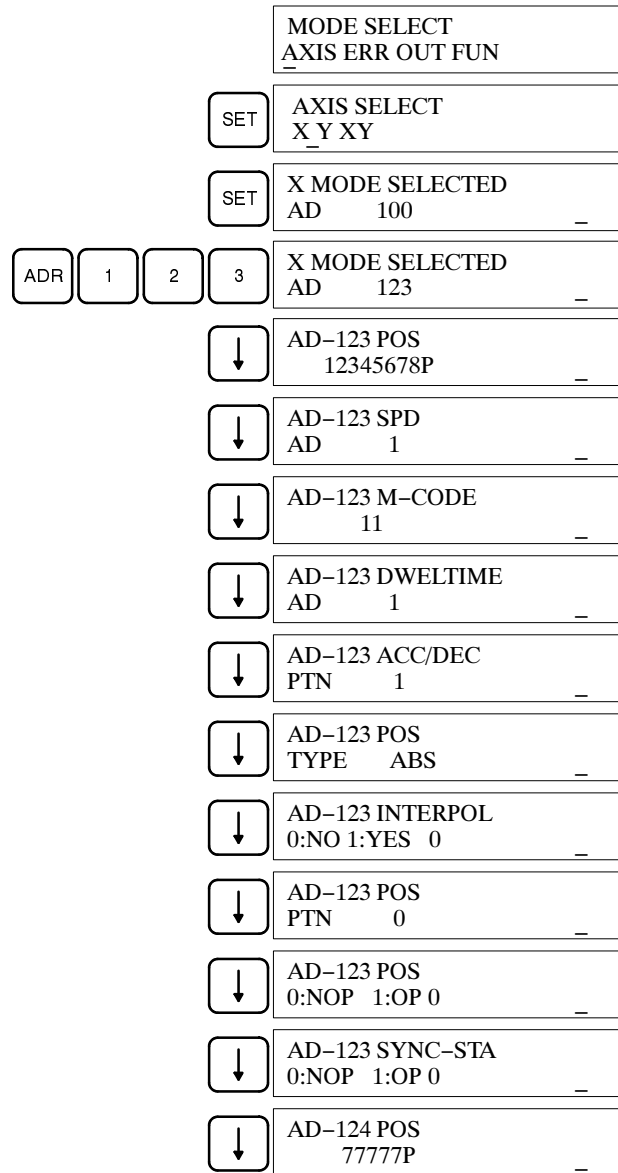 MODE SELECT
AXIS ERR OUT FUN
SET
AXIS SELECT
X Y XY
SET
X MODE SELECTED
AD 100 _
ADR 1 2 3
X MODE SELECTED
AD 123 _
AD−123 POS
12345678P _
AD−123 SPD
AD 1 _
AD−123 M−CODE
11 _
AD−123 DWELTIME
AD 1 _
AD−123 ACC/DEC
PTN 1 _
AD−123 POS
TYPE ABS _
AD−123 INTERPOL
0:NO 1:YES 0 _
AD−123 POS
PTN 0 _
AD−123 POS
0:NOP 1:OP 0 _
AD−123 SYNC−STA
0:NOP 1:OP 0 _
AD−124 POS
77777P _